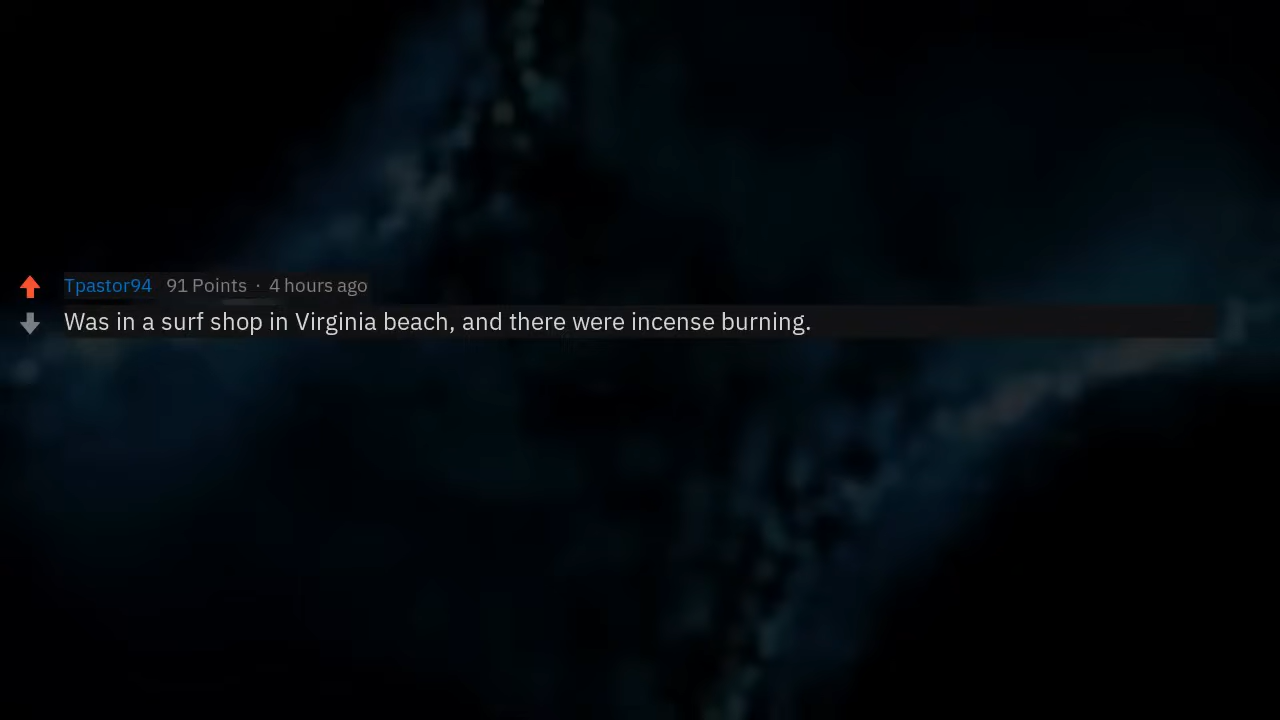 Tpastor94 91 Points · 4 hours ago
Was in a surf shop in Virginia beach, and there were incense burning.